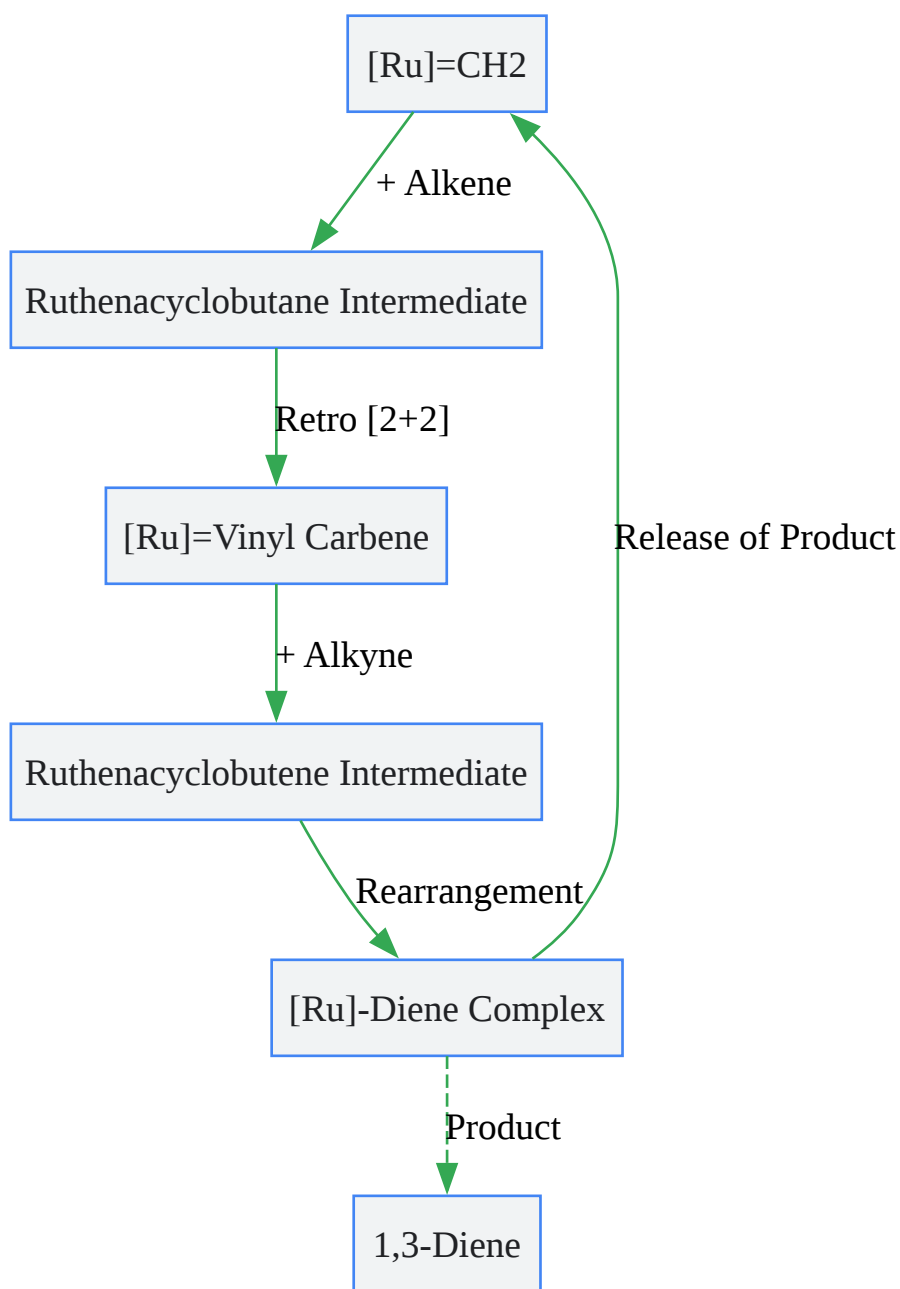 [Ru]=CH2
+ Alkene
Ruthenacyclobutane Intermediate
Retro [2+2]
[Ru]=Vinyl Carbene
Release of Product
+ Alkyne
Ruthenacyclobutene Intermediate
Rearrangement
[Ru]-Diene Complex
Product
1,3-Diene